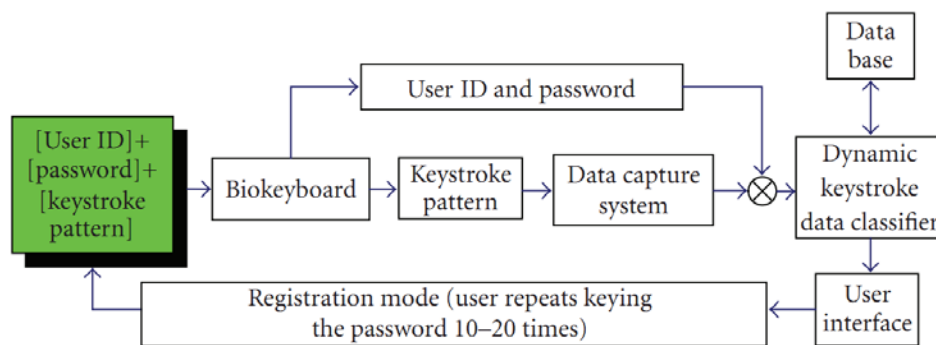 Data
base
User ID and password
[User ID]+
[password]+
[keystroke
pattern]
Biokeyboard
Keystroke
pattern
Data capture
system
Dynamic
keystroke
data classifier
Registration mode (user repeats keying
the password 10–20 times)
User
interface